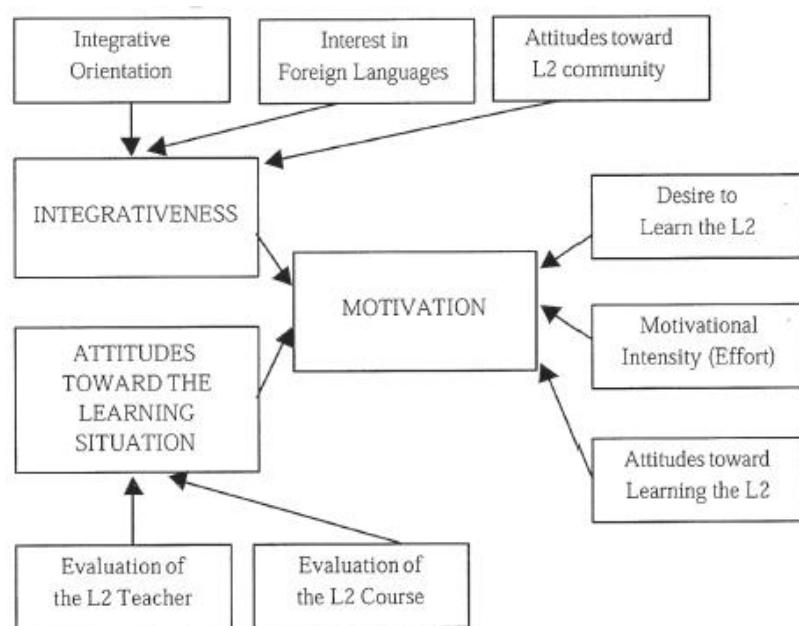 Integrative
Orientation
Interest in
Foreign Languages
Attitudes toward
L2 community
INTEGRATIVENESS
Desire to
Learn the L2
MOTIVATION
Motivational
Intensity (Effort)
ATTITUDES
TOWARD THE
LEARNING
SITUATION
Attitudes toward
Learning the L2
Evaluation of
the L2 Teacher
Evaluation of
the L2 Course